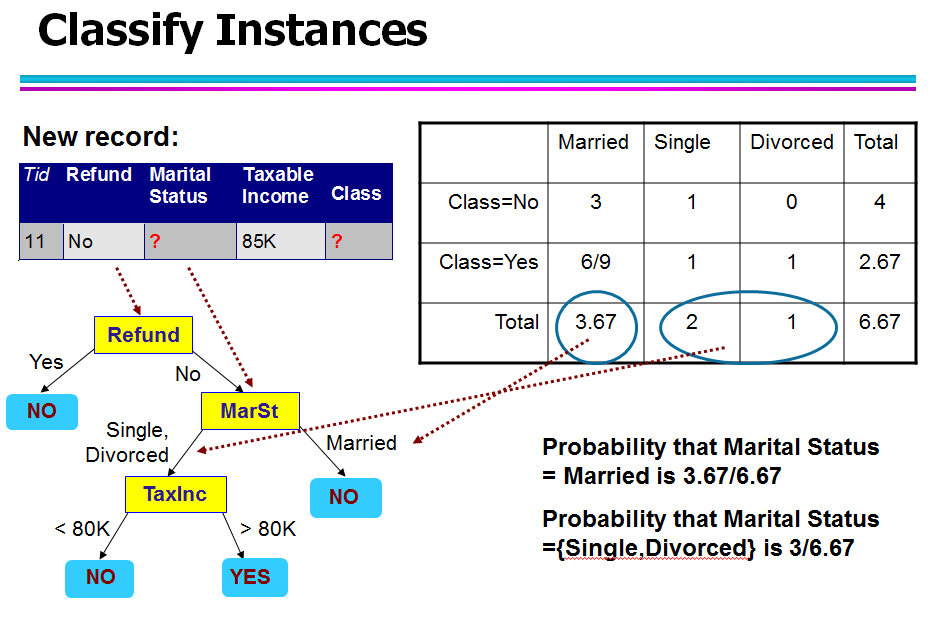 Classify Instances
New record:
Tid Refund Marital Status Taxable Income Class
11 No ? 85K ?
Married Single Divorced Total
Class=No 3 1 0 4
Class=Yes 6/9 1 1 2.67
Total 3.67 2 1 6.67
Refund
Yes
No
NO
MarSt
Single,
Divorced
Married
TaxInc
NO
< 80K
> 80K
NO
YES
Probability that Marital Status
= Married is 3.67/6.67
Probability that Marital Status
={Single,Divorced} is 3/6.67